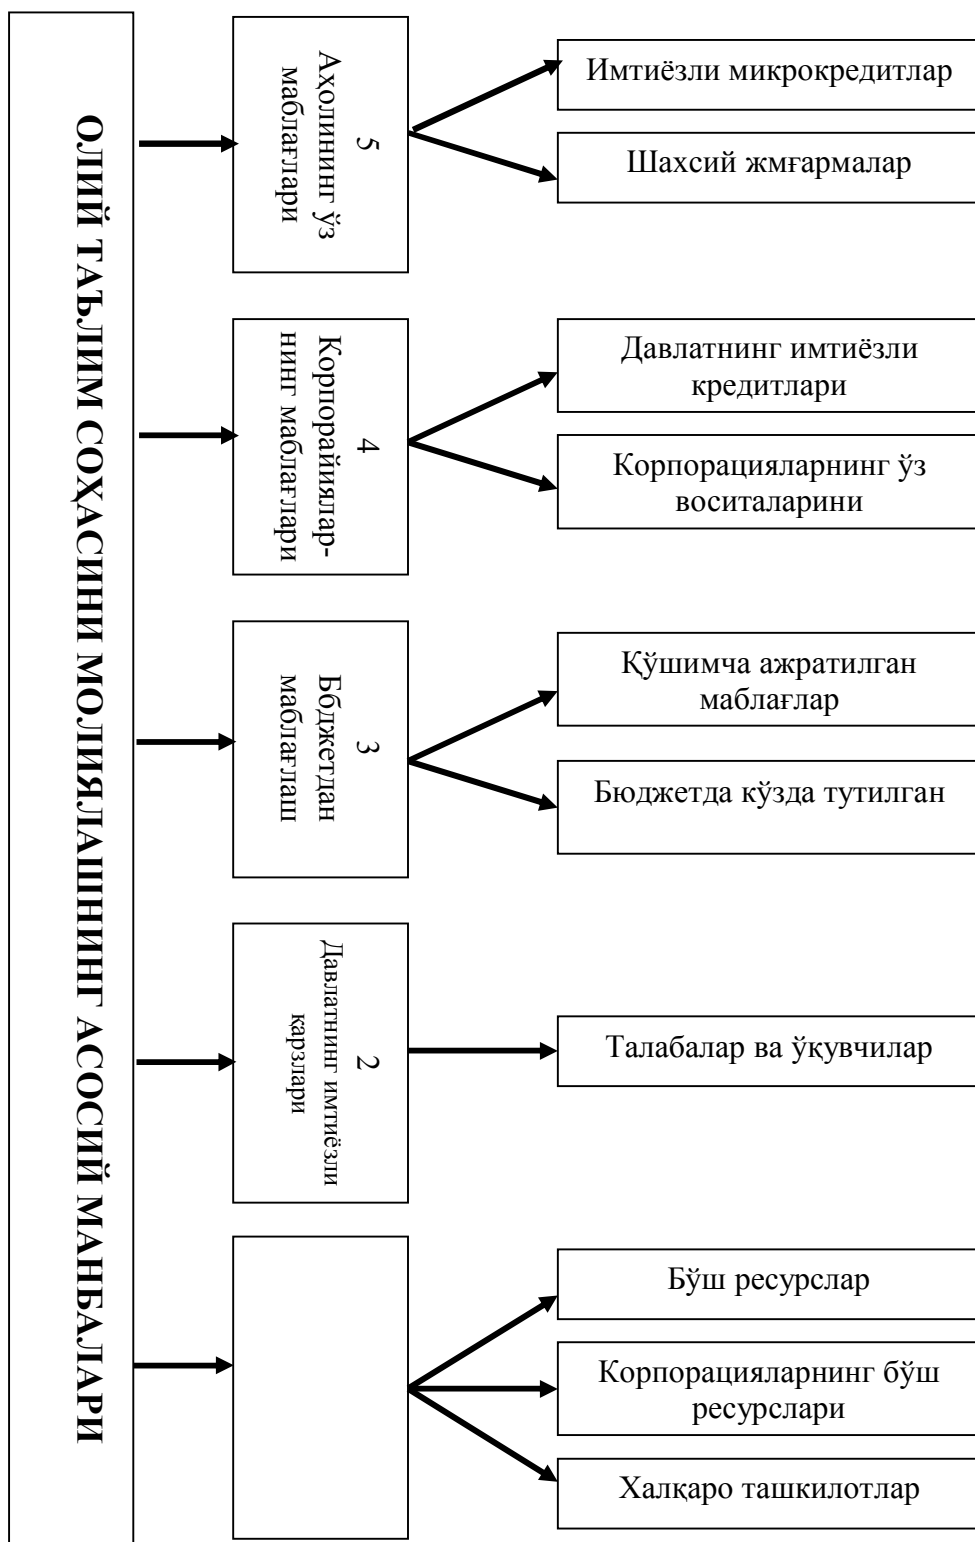 ОЛИЙ ТАЪЛИМ СОҲАСИНИ МОЛИЯЛАШНИНГ АСОСИЙ МАНБАЛАРИ
5
Аҳолининг ўз
маблағлари
Имтиёзли микрокредитлар
Шахсий жмғармалар
4
Корпорайиялар-
нинг маблағлари
Давлатнинг имтиёзли
кредитлари
Корпорацияларнинг ўз
воситаларини
3
Ббджетдан
маблағлаш
Қўшимча ажратилган
маблағлар
Бюджетда кўзда тутилган
2
Давлатнинг имтиёзли
қарзлари
Талабалар ва ўқувчилар
Бўш ресурслар
Корпорацияларнинг бўш
ресурслари
Халқаро ташкилотлар